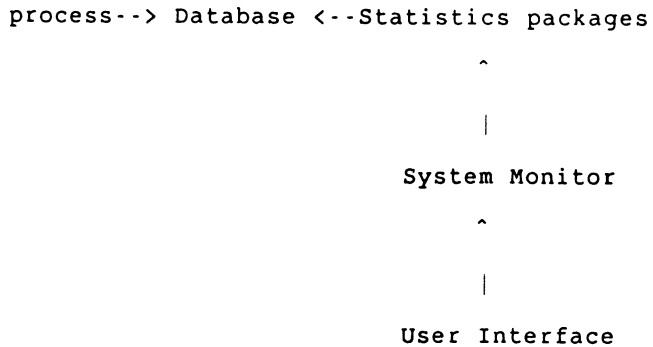 process--> Database <--Statistics packages
^
|
System Monitor
^
|
User Interface